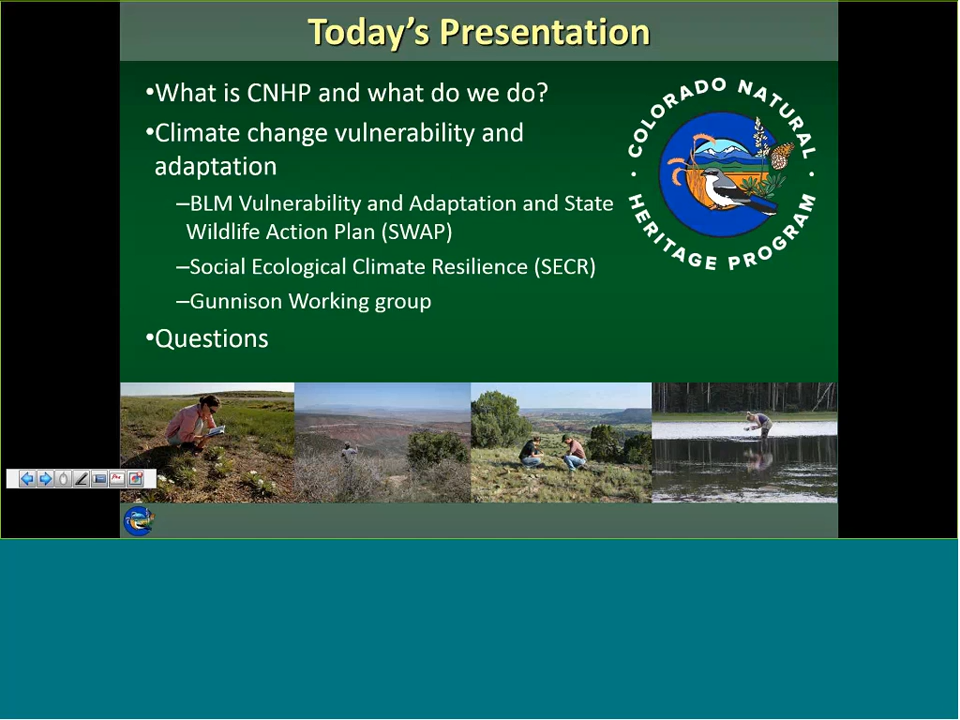 Today's Presentation
•What is CNHP and what do we do?
•Climate change vulnerability and
adaptation
–BLM Vulnerability and Adaptation and State
Wildlife Action Plan (SWAP)
–Social Ecological Climate Resilience (SECR)
–Gunnison Working group
•Questions
COLORADO NATURAL
HERITAGE PROGRAM